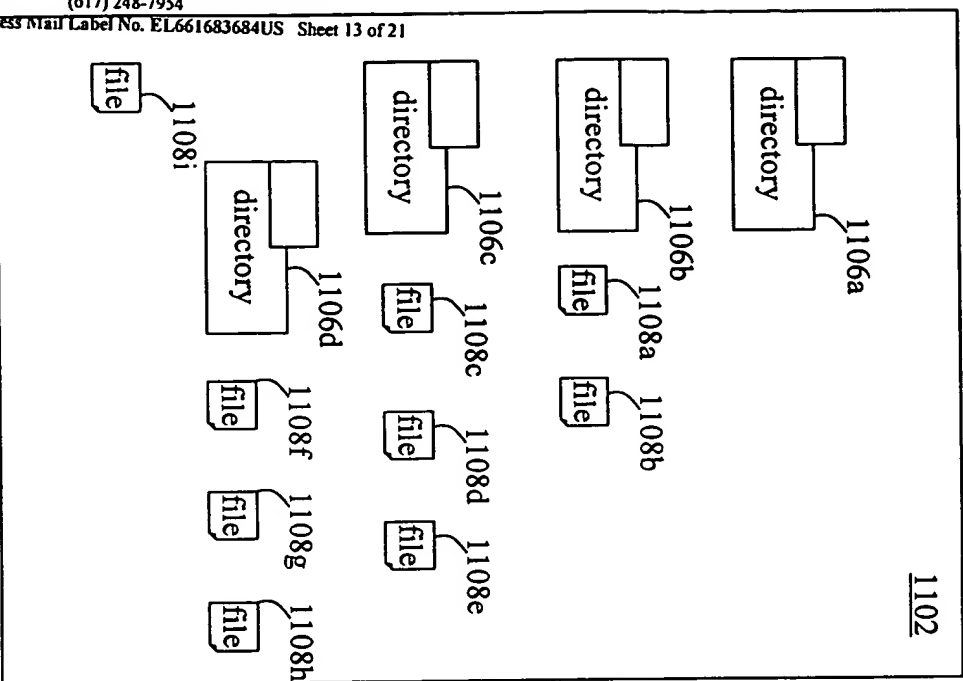 (617) 248-7954
ess Mail Label No. EL661683684US Sheet 13 of 21
1102
1106a
directory
1106b
directory
1108a
file
1108b
file
1106c
directory
1108c
file
1108d
file
1108e
file
1106d
directory
1108f
file
1108g
file
1108h
file
1108i
file